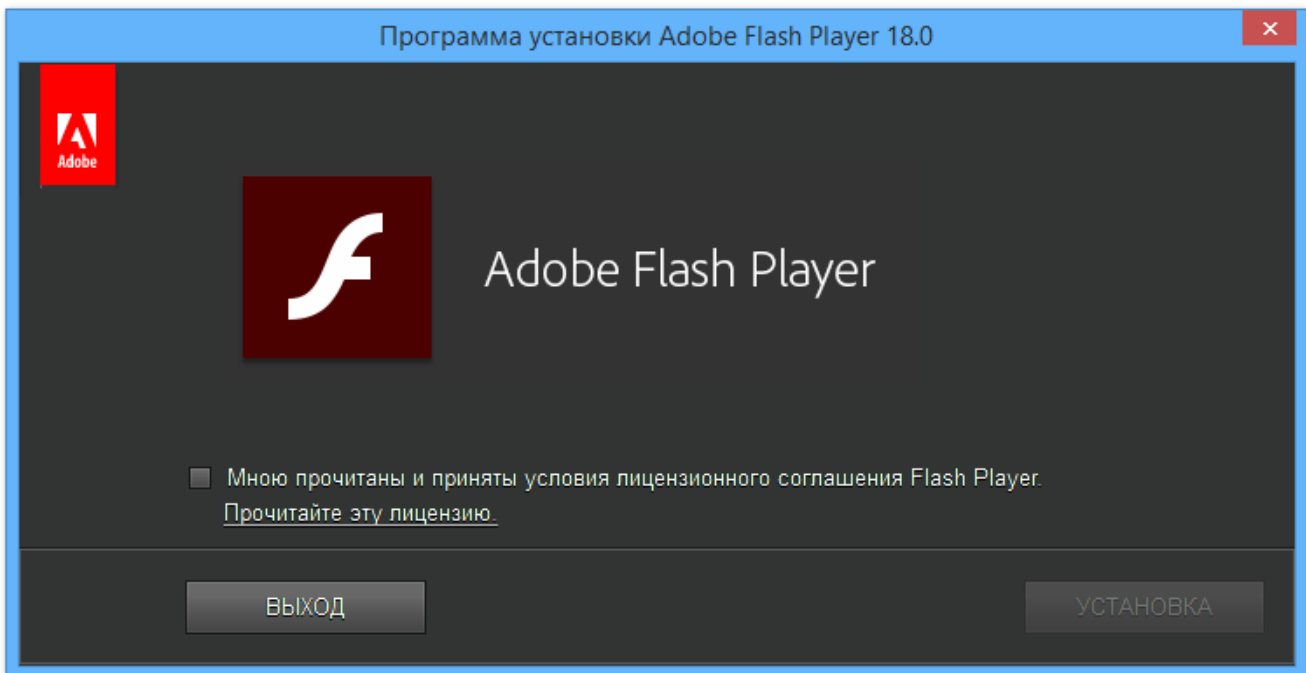 Программа установки Adobe Flash Player 18.0
Adobe
Adobe Flash Player
Мною прочитаны и приняты условия лицензионного соглашения Flash Player.
Прочитайте эту лицензию.
ВЫХОД
УСТАНОВКА